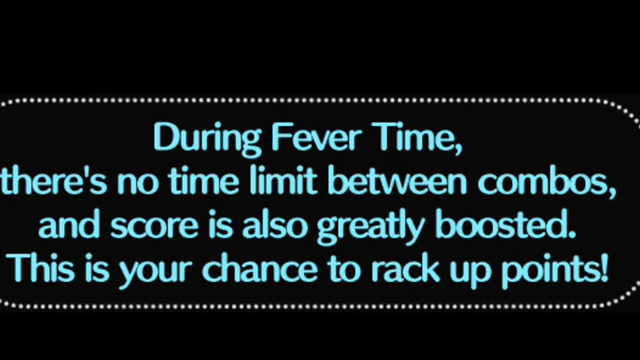 During Fever Time,
there's no time limit between combos,
and score is also greatly boosted.
This is your chance to rack up points!